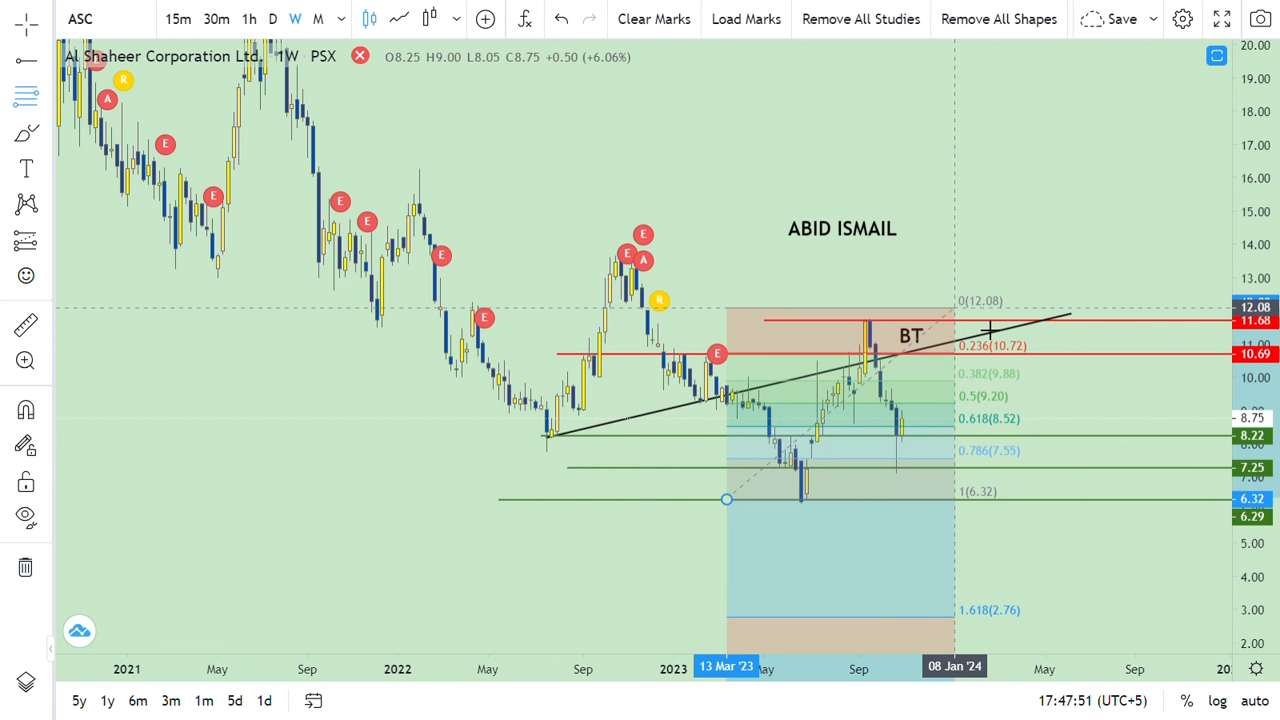 ASC 15m 30m 1h D W M Clear Marks Load Marks Remove All Studies Remove All Shapes Save
Al Shaheer Corporation Ltd. 1W PSX O8.25 H9.00 L8.05 C8.75 +0.50 (+6.06%)
20.00
19.00
18.00
17.00
16.00
15.00
14.00
13.00
R
A
E
E
E
E
E
E
E
E
A
R
E
ABID ISMAIL
0(12.08)
12.08
11.68
BT
0.236(10.72)
10.69
0.382(9.88)
10.00
0.5(9.20)
0.618(8.52)
8.75
8.22
0.786(7.55)
7.25
1(6.32)
6.32
6.29
5.00
4.00
1.618(2.76)
3.00
2.00
2021 May Sep 2022 May Sep 2023 13 Mar '23 Sep 08 Jan '24 May Sep
5y 1y 6m 3m 1m 5d 1d 17:47:51 (UTC+5) % log auto